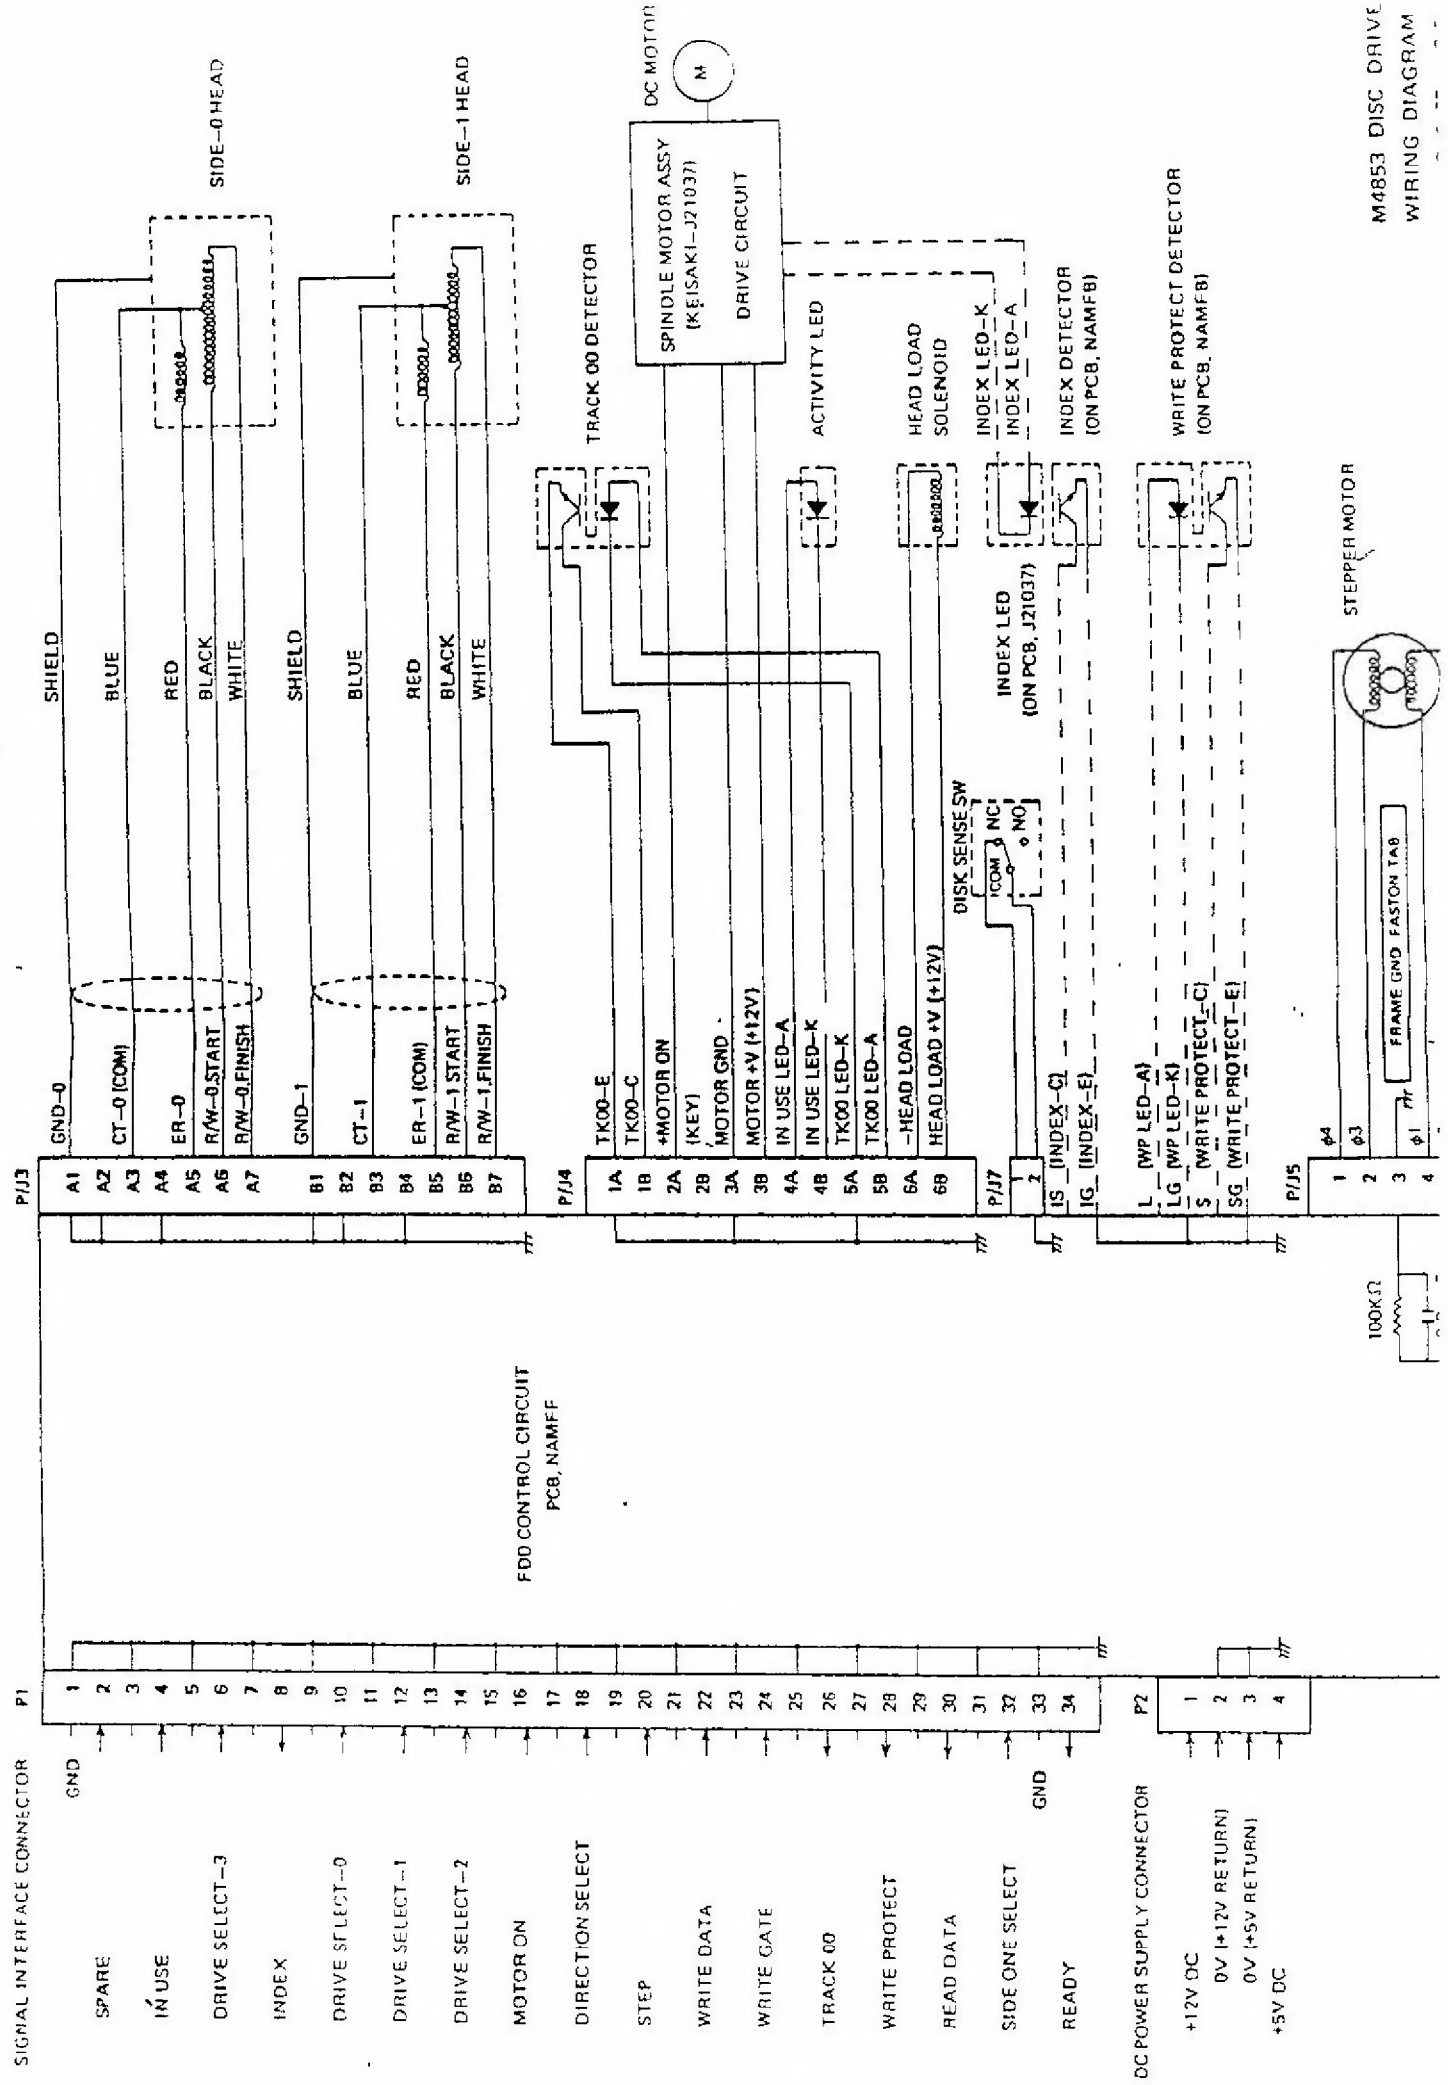 SIGNAL INTERFACE CONNECTOR
P1
GND
1
SPARE
2
3
IN USE
4
5
DRIVE SELECT–3
6
7
INDEX
8
9
DRIVE SELECT–0
10
11
DRIVE SELECT–1
12
13
DRIVE SELECT–2
14
15
MOTOR ON
16
17
DIRECTION SELECT
18
19
STEP
20
21
WRITE DATA
22
23
WRITE GATE
24
25
TRACK 00
26
27
WRITE PROTECT
28
29
READ DATA
30
31
SIDE ONE SELECT
32
GND
33
READY
34
DC POWER SUPPLY CONNECTOR
P2
+12V DC
1
0V (+12V RETURN)
2
0V (+5V RETURN)
3
+5V DC
4
FDD CONTROL CIRCUIT
PCB, NAMFF
100KΩ
P/J3
A1 GND–0 SHIELD
A2
A3 CT–0 (COM) BLUE
A4
A5 ER–0 RED
A6 R/W–0.START BLACK
A7 R/W–0.FINISH WHITE
SIDE–0 HEAD
B1 GND–1 SHIELD
B2
B3 CT–1 BLUE
B4
B5 ER–1 (COM) RED
B6 R/W–1 START BLACK
B7 R/W–1.FINISH WHITE
SIDE–1 HEAD
P/J4
1A TK00–E
1B TK00–C
2A +MOTOR ON
2B (KEY)
3A MOTOR GND
3B MOTOR +V (+12V)
4A IN USE LED–A
4B IN USE LED–K
5A TK00 LED–K
5B TK00 LED–A
6A –HEAD LOAD
6B HEAD LOAD +V (+12V)
TRACK 00 DETECTOR
DC MOTOR
M
SPINDLE MOTOR ASSY
(KEISAKI–J21037)
DRIVE CIRCUIT
ACTIVITY LED
HEAD LOAD
SOLENOID
P/J7
1
2
DISK SENSE SW
COM
NC
NO
INDEX LED
(ON PCB, J21037)
INDEX LED–K
INDEX LED–A
IS (INDEX–C)
IG (INDEX–E)
INDEX DETECTOR
(ON PCB, NAMFB)
L (WP LED–A)
LG (WP LED–K)
S (WRITE PROTECT–C)
SG (WRITE PROTECT–E)
WRITE PROTECT DETECTOR
(ON PCB, NAMFB)
P/J5
1 φ4
2 φ3
3
4 φ1
FRAME GND FASTON TAB
STEPPER MOTOR
M4853 DISC DRIVE
WIRING DIAGRAM